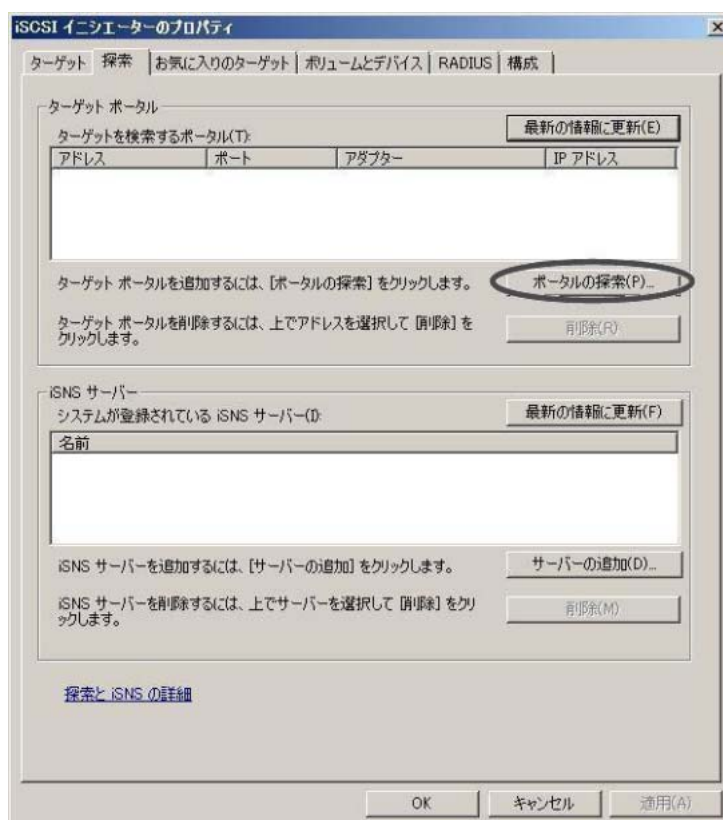 iSCSI イニシエーターのプロパティ
ターゲット 探索 お気に入りのターゲット ボリュームとデバイス RADIUS 構成
ターゲット ポータル
ターゲットを検索するポータル(T):
最新の情報に更新(E)
アドレス ポート アダプター IP アドレス
ターゲット ポータルを追加するには、[ポータルの探索] をクリックします。
ポータルの探索(P)...
ターゲット ポータルを削除するには、上でアドレスを選択して [削除] を
クリックします。
削除(R)
iSNS サーバー
システムが登録されている iSNS サーバー(I):
最新の情報に更新(F)
名前
iSNS サーバーを追加するには、[サーバーの追加] をクリックします。
サーバーの追加(D)...
iSNS サーバーを削除するには、上でサーバーを選択して [削除] をクリ
ックします。
削除(M)
探索と iSNS の詳細
OK キャンセル 適用(A)